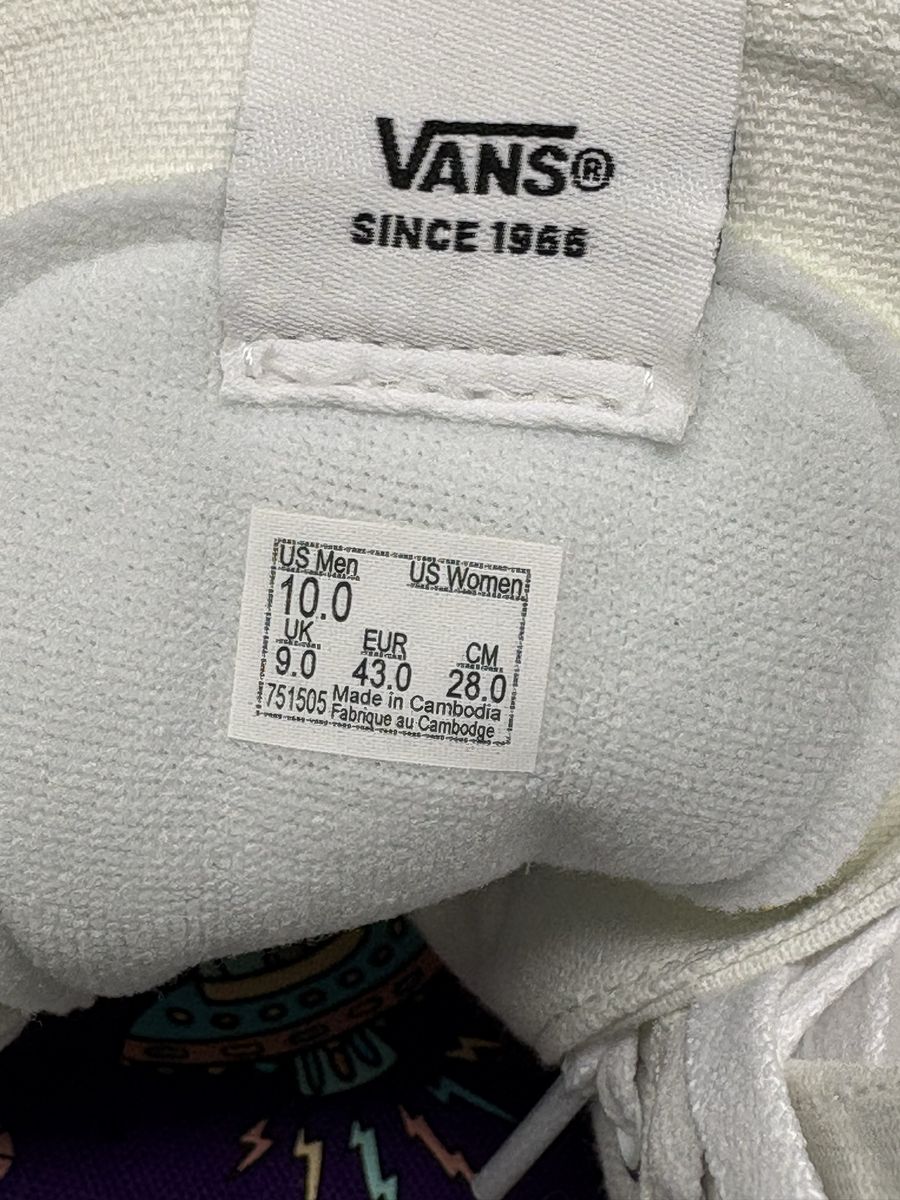 VANS®
SINCE 1966
US Men US Women
10.0
UK EUR CM
9.0 43.0 28.0
751505 Made in Cambodia
Fabrique au Cambodge